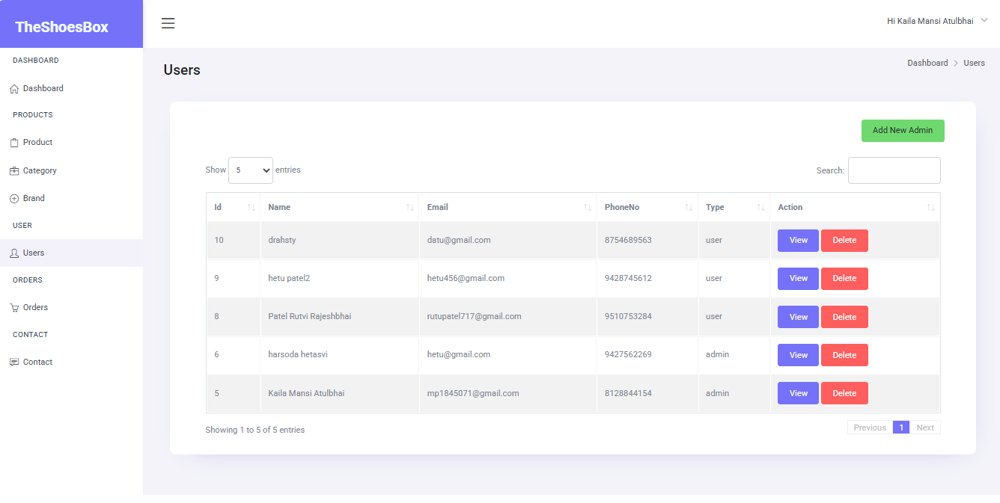 TheShoesBox
Hi Kaila Mansi Atulbhai
DASHBOARD
Dashboard
PRODUCTS
Product
Category
Brand
USER
Users
ORDERS
Orders
CONTACT
Contact
Users
Dashboard > Users
Add New Admin
Show 5 entries
Search:
Id Name Email PhoneNo Type Action
10 drahsty datu@gmail.com 8754689563 user View Delete
9 hetu patel2 hetu456@gmail.com 9428745612 user View Delete
8 Patel Rutvi Rajeshbhai rutupatel717@gmail.com 9510753284 user View Delete
6 harsoda hetasvi hetu@gmail.com 9427562269 admin View Delete
5 Kaila Mansi Atulbhai mp1845071@gmail.com 8128844154 admin View Delete
Showing 1 to 5 of 5 entries
Previous 1 Next